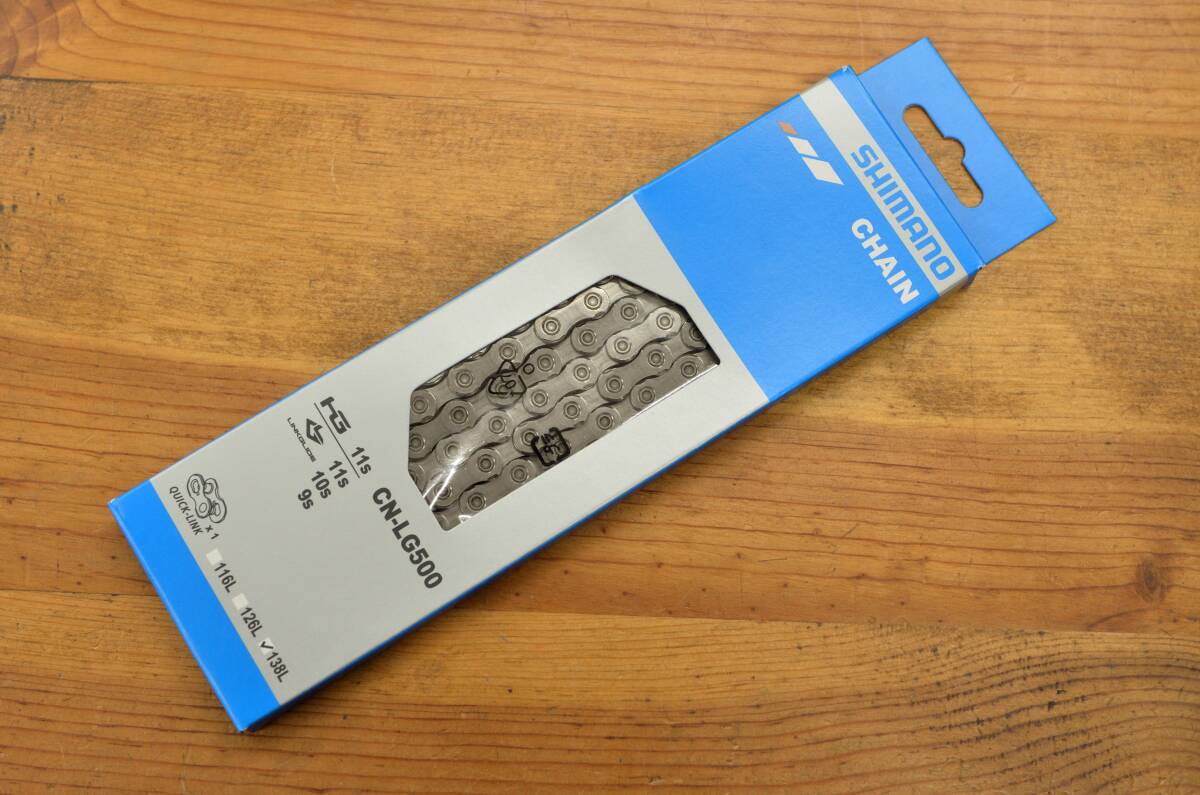 SHIMANO
CHAIN
HG 11s
LINKGLIDE 11s
10s
9s
CN-LG500
x 1
QUICK-LINK
116L
126L
✓138L